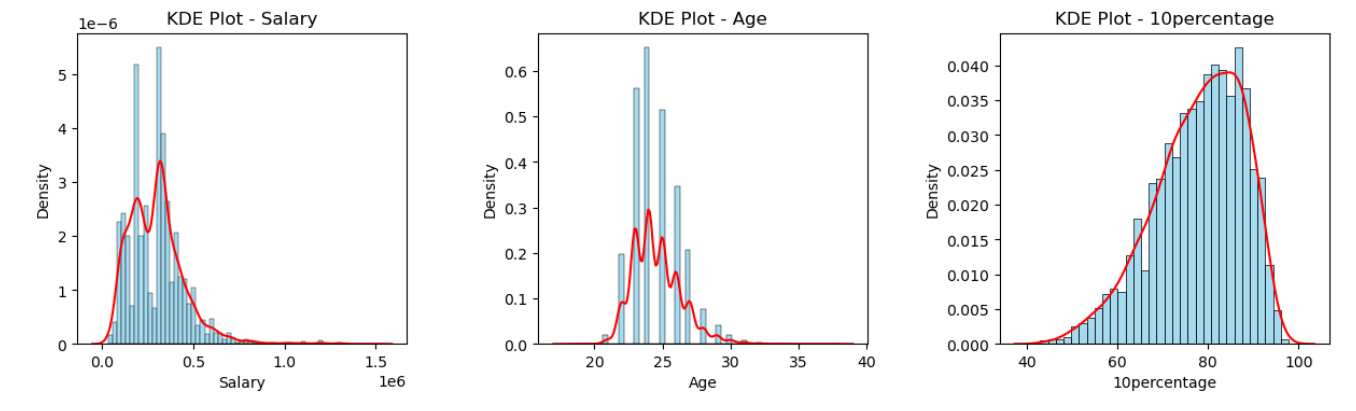 KDE Plot - Salary
1e−6
5
4
3
2
1
0
Density
0.0 0.5 1.0 1.5
1e6
Salary
KDE Plot - Age
0.6
0.5
0.4
0.3
0.2
0.1
0.0
Density
20 25 30 35 40
Age
KDE Plot - 10percentage
0.040
0.035
0.030
0.025
0.020
0.015
0.010
0.005
0.000
Density
40 60 80 100
10percentage